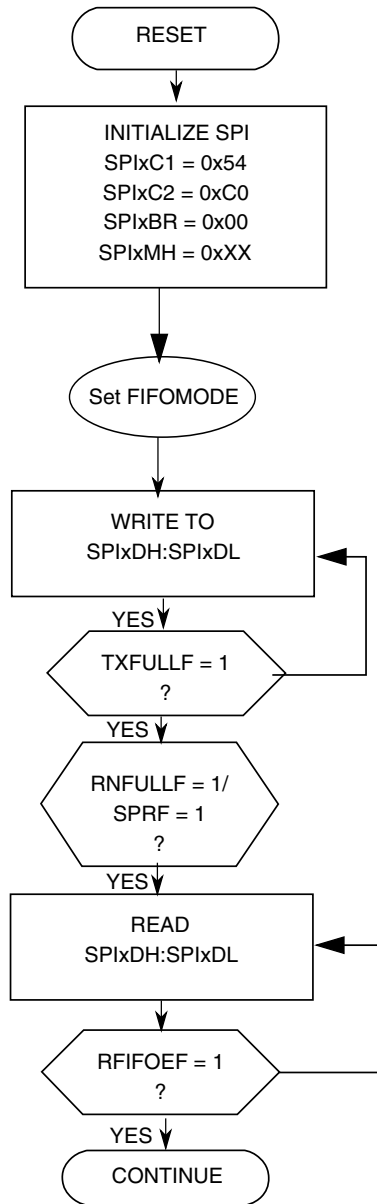 RESET
INITIALIZE SPI
SPIxC1 = 0x54
SPIxC2 = 0xC0
SPIxBR = 0x00
SPIxMH = 0xXX
Set FIFOMODE
WRITE TO
SPIxDH:SPIxDL
YES
TXFULLF = 1
?
YES
RNFULLF = 1/
SPRF = 1
?
YES
READ
SPIxDH:SPIxDL
RFIFOEF = 1
?
YES
CONTINUE